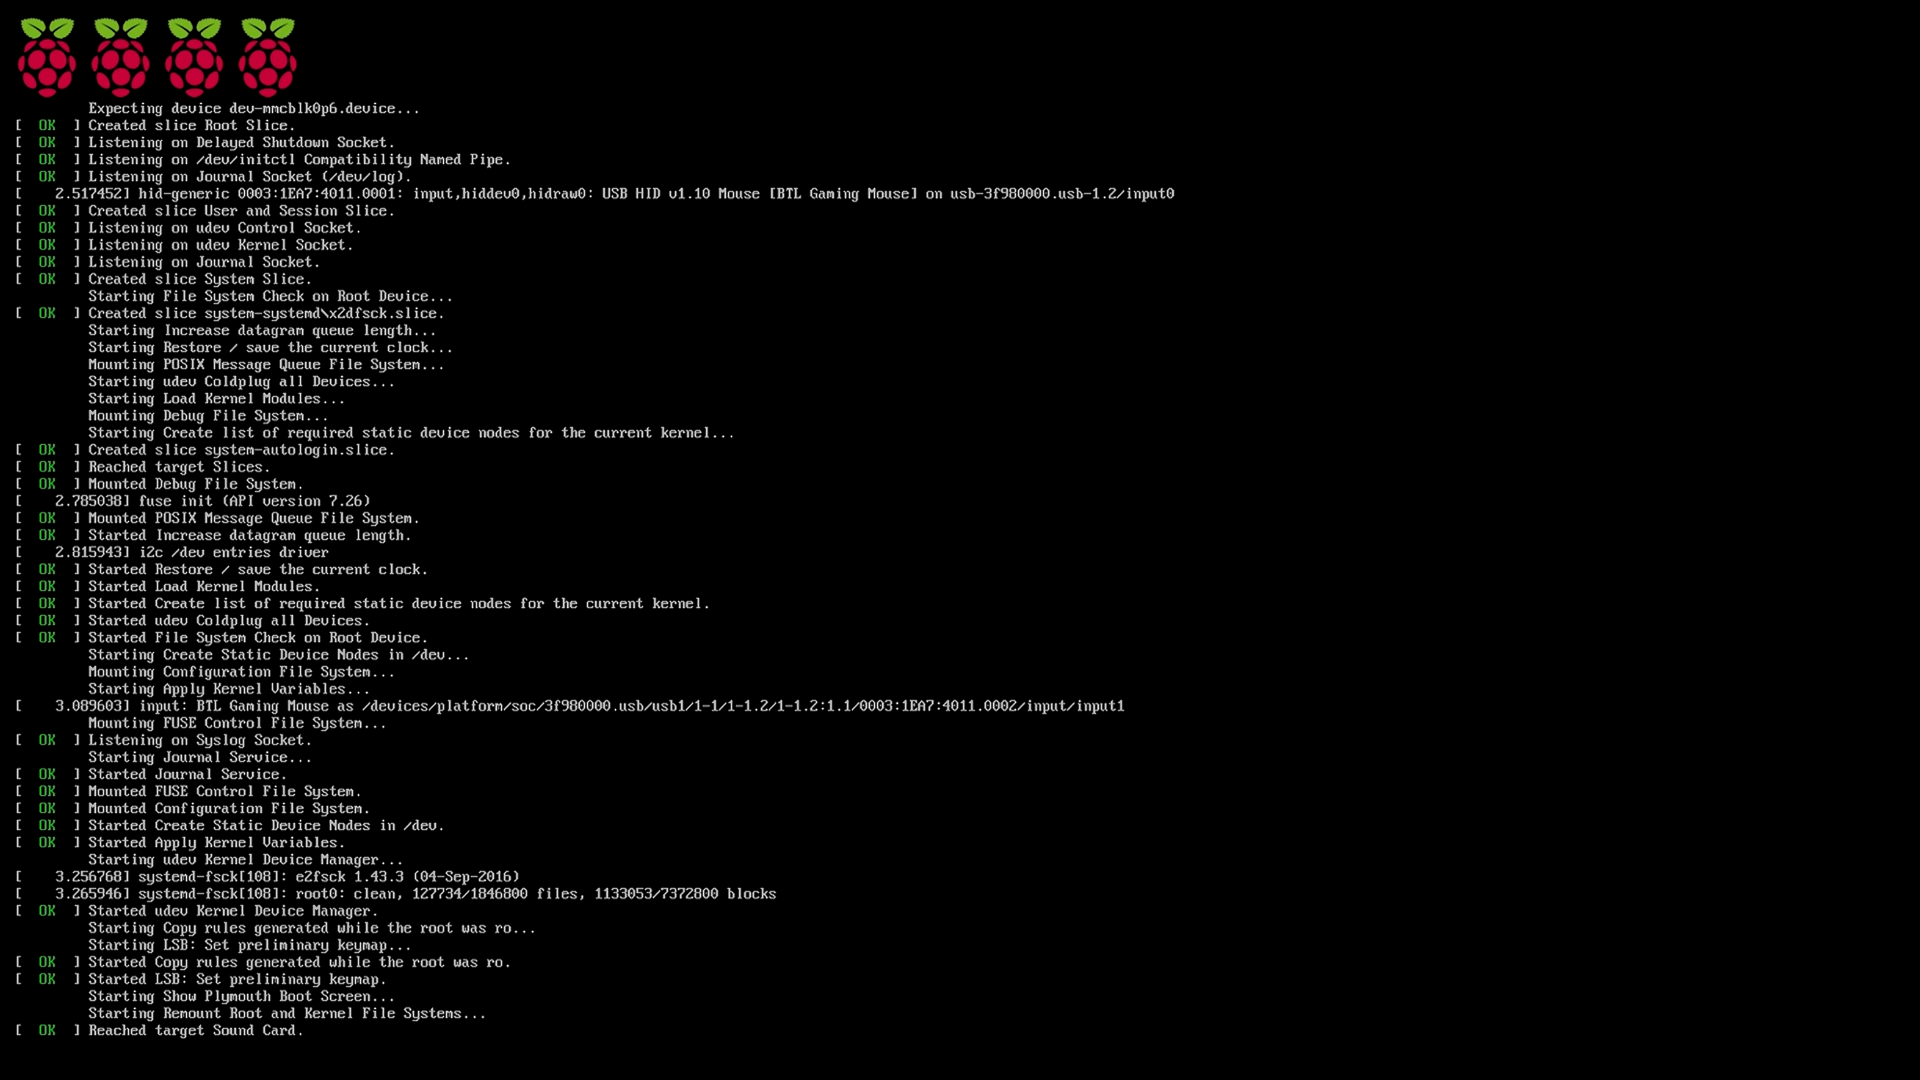 Expecting device dev-mmcblk0p6.device...
[  OK  ] Created slice Root Slice.
[  OK  ] Listening on Delayed Shutdown Socket.
[  OK  ] Listening on /dev/initctl Compatibility Named Pipe.
[  OK  ] Listening on Journal Socket (/dev/log).
[    2.517452] hid-generic 0003:1EA7:4011.0001: input,hiddev0,hidraw0: USB HID v1.10 Mouse [BTL Gaming Mouse] on usb-3f980000.usb-1.2/input0
[  OK  ] Created slice User and Session Slice.
[  OK  ] Listening on udev Control Socket.
[  OK  ] Listening on udev Kernel Socket.
[  OK  ] Listening on Journal Socket.
[  OK  ] Created slice System Slice.
Starting File System Check on Root Device...
[  OK  ] Created slice system-systemd\x2dfsck.slice.
Starting Increase datagram queue length...
Starting Restore / save the current clock...
Mounting POSIX Message Queue File System...
Starting udev Coldplug all Devices...
Starting Load Kernel Modules...
Mounting Debug File System...
Starting Create list of required static device nodes for the current kernel...
[  OK  ] Created slice system-autologin.slice.
[  OK  ] Reached target Slices.
[  OK  ] Mounted Debug File System.
[    2.785038] fuse init (API version 7.26)
[  OK  ] Mounted POSIX Message Queue File System.
[  OK  ] Started Increase datagram queue length.
[    2.815943] i2c /dev entries driver
[  OK  ] Started Restore / save the current clock.
[  OK  ] Started Load Kernel Modules.
[  OK  ] Started Create list of required static device nodes for the current kernel.
[  OK  ] Started udev Coldplug all Devices.
[  OK  ] Started File System Check on Root Device.
Starting Create Static Device Nodes in /dev...
Mounting Configuration File System...
Starting Apply Kernel Variables...
[    3.089603] input: BTL Gaming Mouse as /devices/platform/soc/3f980000.usb/usb1/1-1/1-1.2/1-1.2:1.1/0003:1EA7:4011.0002/input/input1
Mounting FUSE Control File System...
[  OK  ] Listening on Syslog Socket.
Starting Journal Service...
[  OK  ] Started Journal Service.
[  OK  ] Mounted FUSE Control File System.
[  OK  ] Mounted Configuration File System.
[  OK  ] Started Create Static Device Nodes in /dev.
[  OK  ] Started Apply Kernel Variables.
Starting udev Kernel Device Manager...
[    3.256768] systemd-fsck[108]: e2fsck 1.43.3 (04-Sep-2016)
[    3.265946] systemd-fsck[108]: root0: clean, 127734/1846800 files, 1133053/7372800 blocks
[  OK  ] Started udev Kernel Device Manager.
Starting Copy rules generated while the root was ro...
Starting LSB: Set preliminary keymap...
[  OK  ] Started Copy rules generated while the root was ro.
[  OK  ] Started LSB: Set preliminary keymap.
Starting Show Plymouth Boot Screen...
Starting Remount Root and Kernel File Systems...
[  OK  ] Reached target Sound Card.